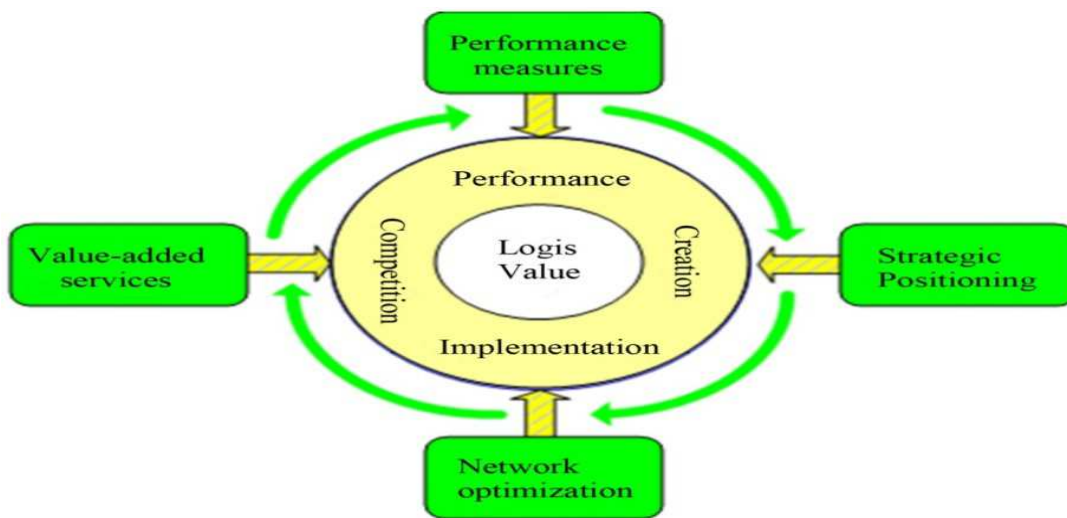 Performance
measures
Performance
Value-added
services
Competition
Logis
Value
Creation
Strategic
Positioning
Implementation
Network
optimization